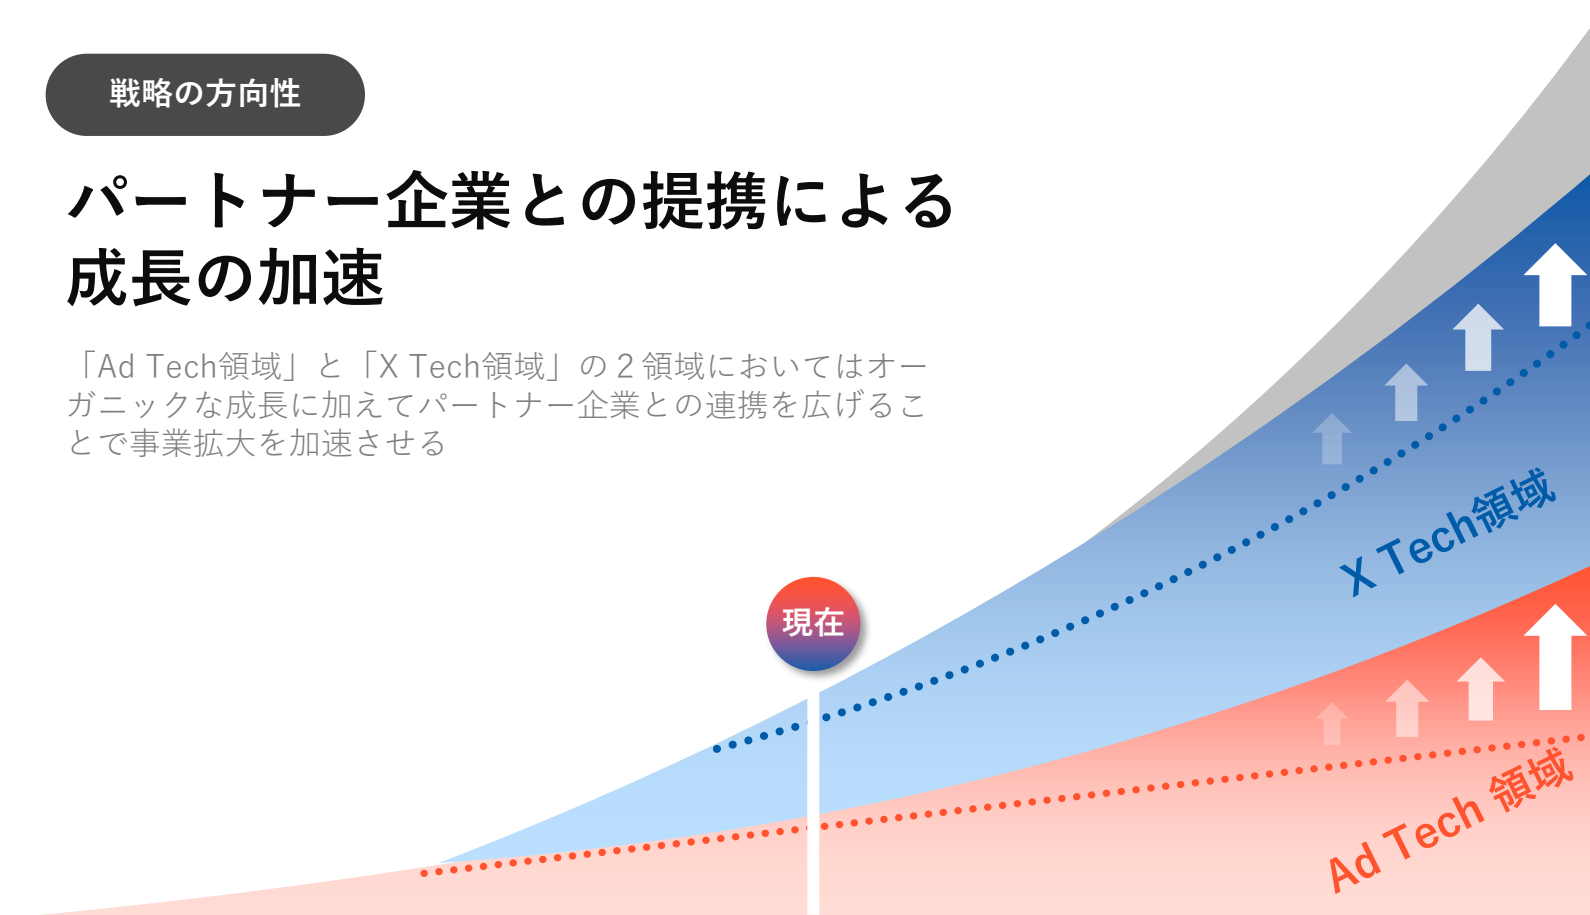 戦略の方向性
パートナー企業との提携による
成長の加速
「Ad Tech領域」と「X Tech領域」の２領域においてはオー
ガニックな成長に加えてパートナー企業との連携を広げるこ
とで事業拡大を加速させる
現在
X Tech領域
Ad Tech 領域